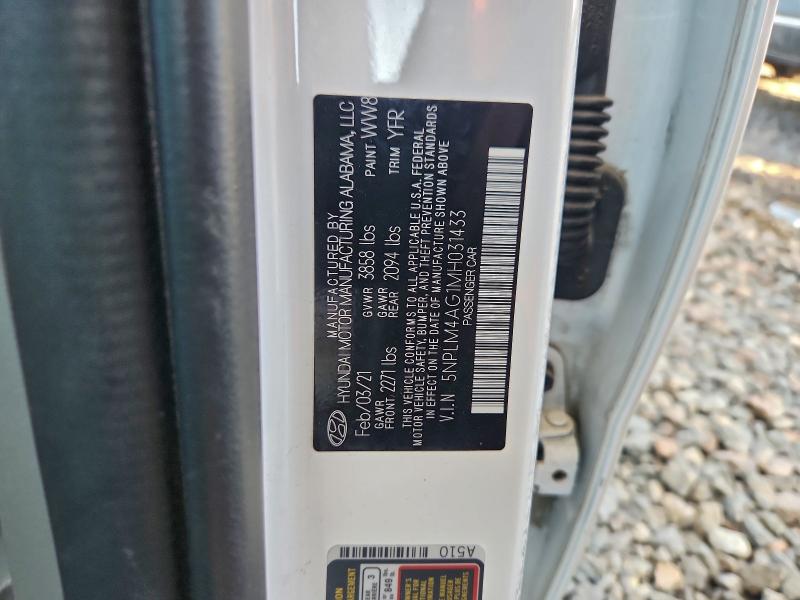 MANUFACTURED BY
HYUNDAI MOTOR MANUFACTURING ALABAMA, LLC
Feb/03/21 GVWR 3858 lbs PAINT WW8
GAWR FRONT 2271 lbs GAWR REAR 2094 lbs TRIM YFR
THIS VEHICLE CONFORMS TO ALL APPLICABLE U.S.A. FEDERAL
MOTOR VEHICLE SAFETY, BUMPER, AND THEFT PREVENTION STANDARDS
IN EFFECT ON THE DATE OF MANUFACTURE SHOWN ABOVE
V.I.N 5NPLM4AG1MH031433
PASSENGER CAR
A510
3
849